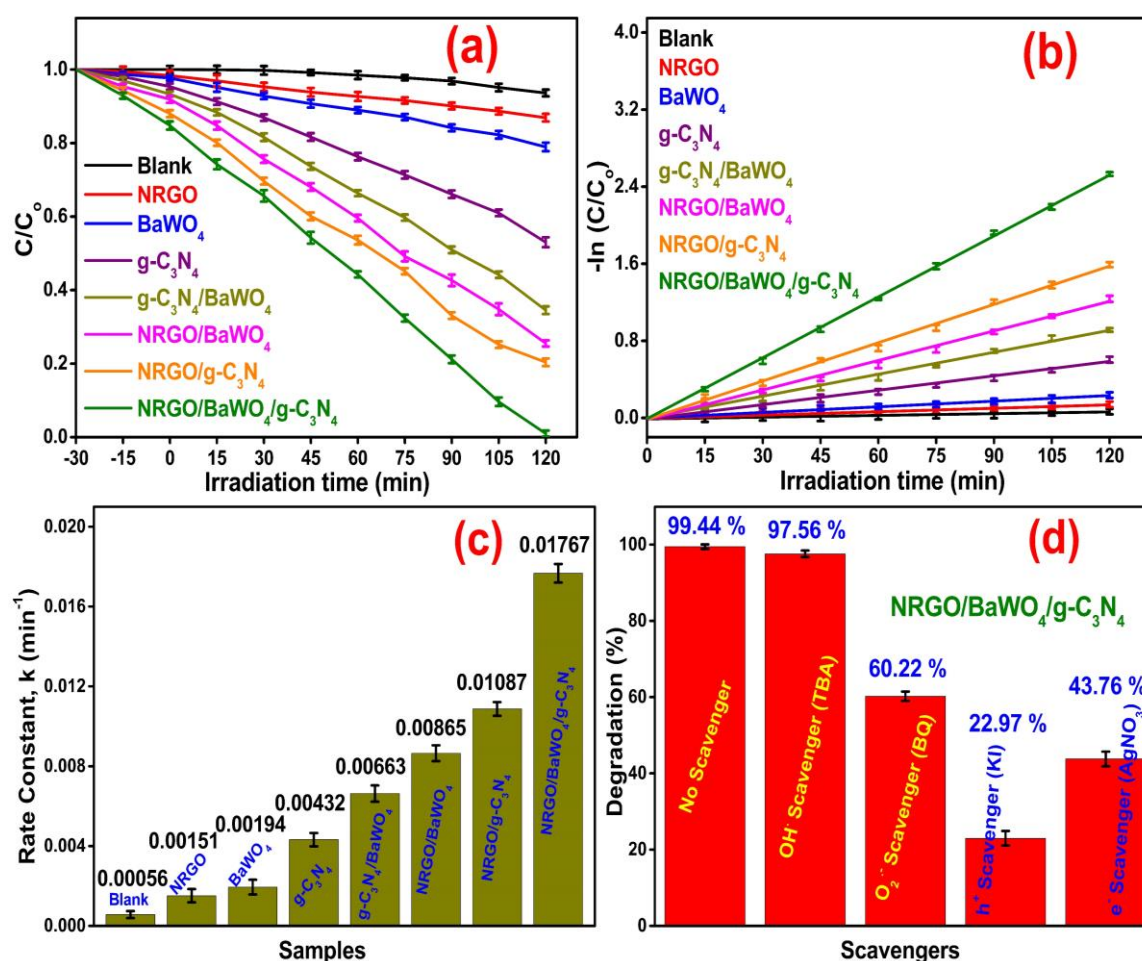 (a)
1.0
0.8
0.6
0.4
0.2
0.0
C/Co
Blank
NRGO
BaWO4
g-C3N4
g-C3N4/BaWO4
NRGO/BaWO4
NRGO/g-C3N4
NRGO/BaWO4/g-C3N4
-30 -15 0 15 30 45 60 75 90 105 120
Irradiation time (min)
(b)
4.0
3.2
2.4
1.6
0.8
0.0
-ln (C/Co)
Blank
NRGO
BaWO4
g-C3N4
g-C3N4/BaWO4
NRGO/BaWO4
NRGO/g-C3N4
NRGO/BaWO4/g-C3N4
0 15 30 45 60 75 90 105 120
Irradiation time (min)
(c)
0.020
0.016
0.012
0.008
0.004
0.000
Rate Constant, k (min-1)
0.00056
0.00151
0.00194
0.00432
0.00663
0.00865
0.01087
0.01767
Blank
NRGO
BaWO4
g-C3N4
g-C3N4/BaWO4
NRGO/BaWO4
NRGO/g-C3N4
NRGO/BaWO4/g-C3N4
Samples
(d)
100
80
60
40
20
0
Degradation (%)
99.44 %
97.56 %
60.22 %
22.97 %
43.76 %
NRGO/BaWO4/g-C3N4
No Scavenger
OH· Scavenger (TBA)
O2·- Scavenger (BQ)
h+ Scavenger (KI)
e- Scavenger (AgNO3)
Scavengers